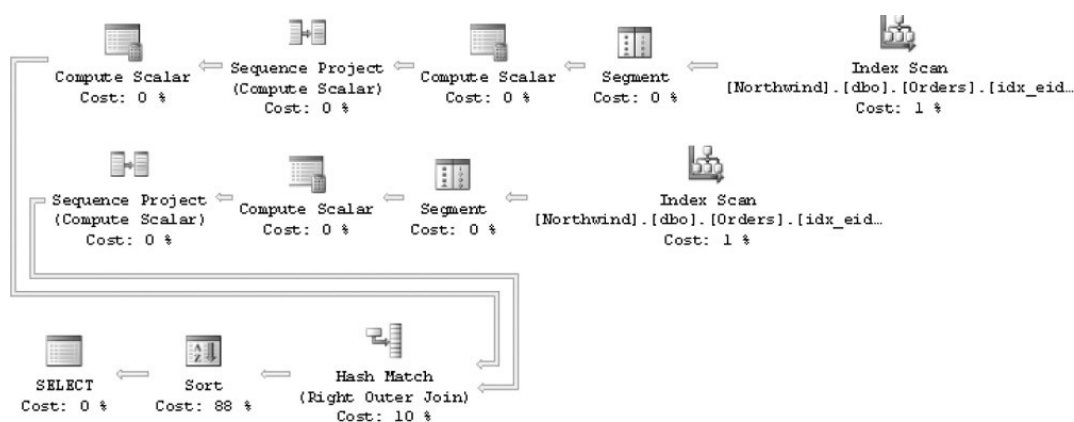 Compute Scalar
Cost: 0 %
Sequence Project
(Compute Scalar)
Cost: 0 %
Compute Scalar
Cost: 0 %
Segment
Cost: 0 %
Index Scan
[Northwind].[dbo].[Orders].[idx_eid…
Cost: 1 %
Sequence Project
(Compute Scalar)
Cost: 0 %
Compute Scalar
Cost: 0 %
Segment
Cost: 0 %
Index Scan
[Northwind].[dbo].[Orders].[idx_eid…
Cost: 1 %
SELECT
Cost: 0 %
Sort
Cost: 88 %
Hash Match
(Right Outer Join)
Cost: 10 %